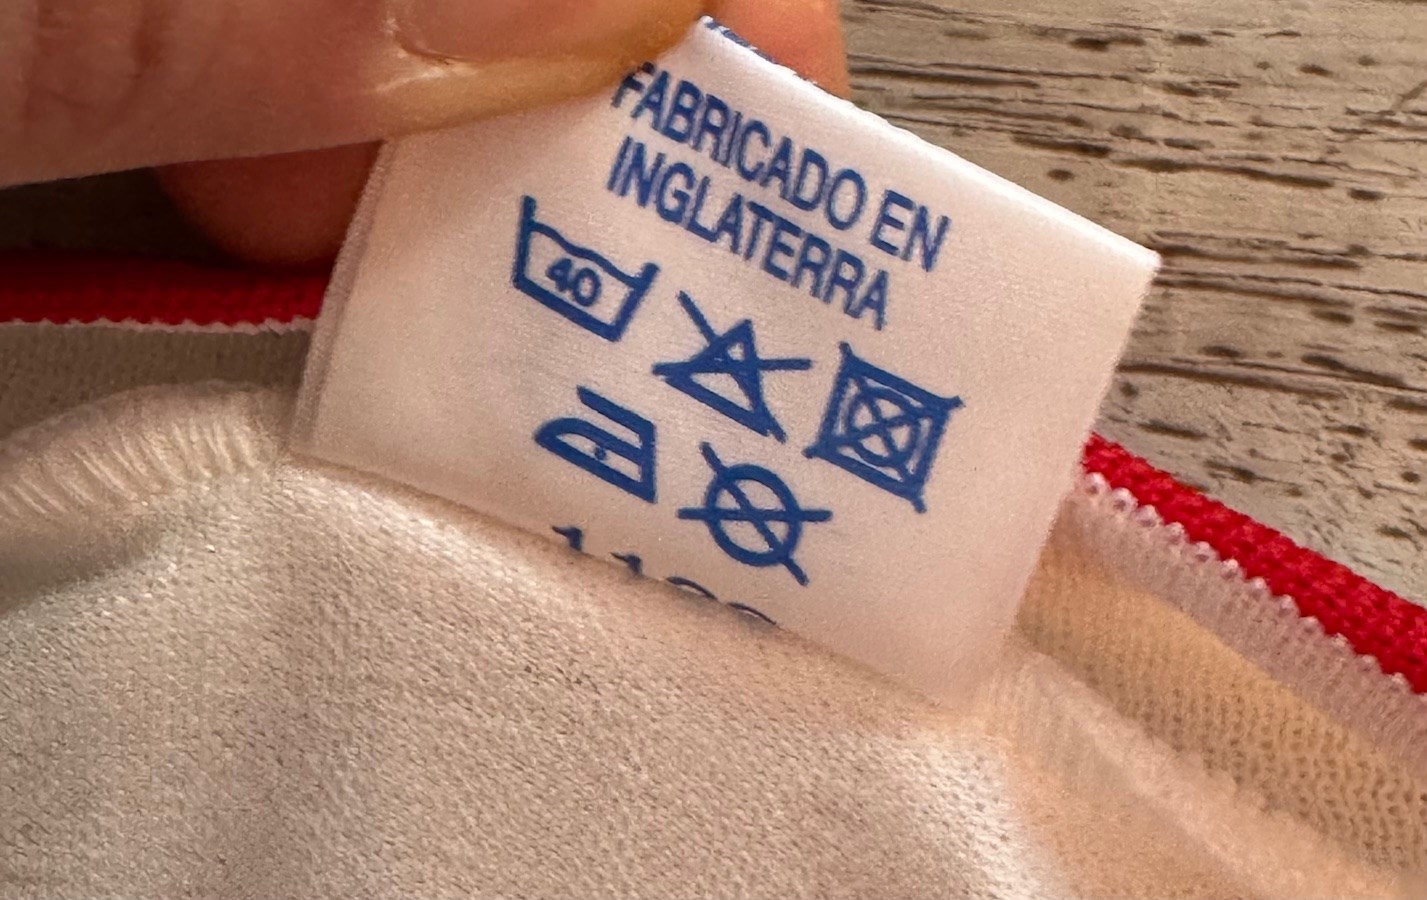 FABRICADO EN
INGLATERRA
40